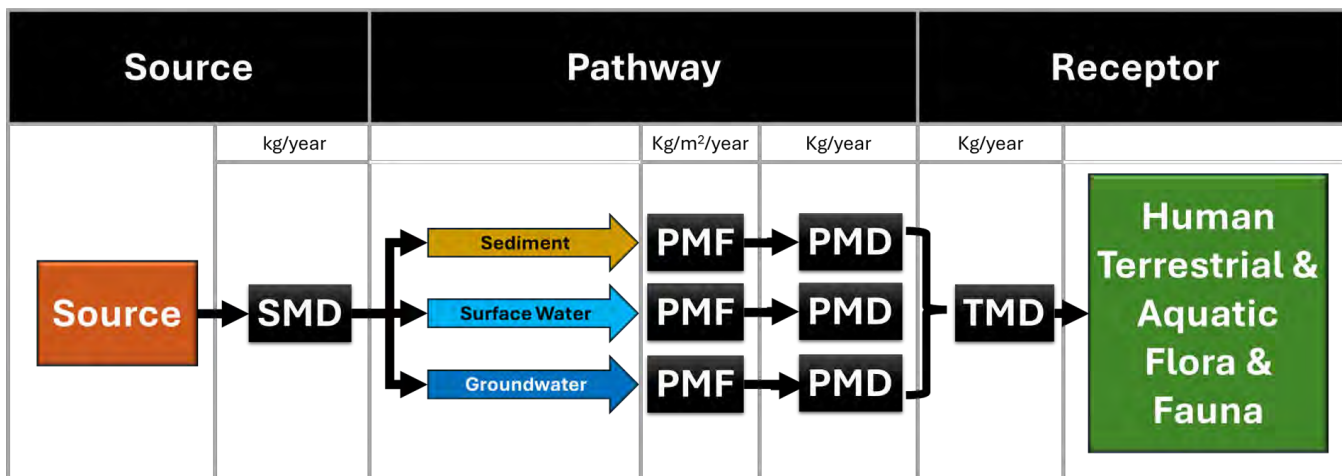 Source Pathway Receptor
kg/year Kg/m²/year Kg/year Kg/year
Source
SMD
Sediment
PMF
PMD
Surface Water
PMF
PMD
Groundwater
PMF
PMD
TMD
Human
Terrestrial &
Aquatic
Flora &
Fauna